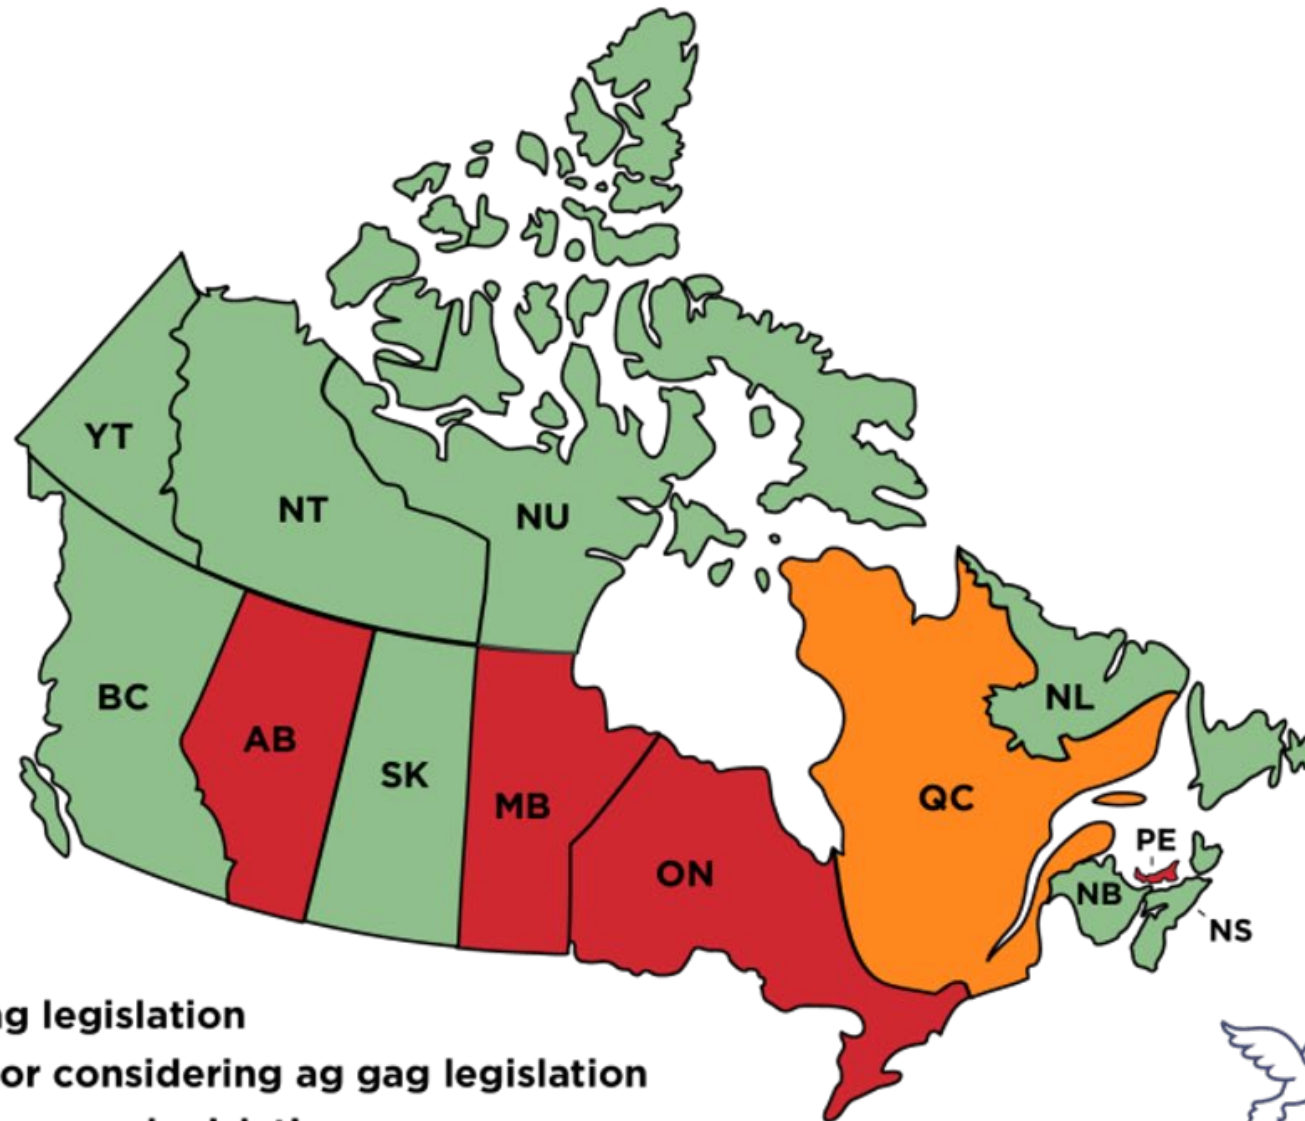 YT
NT
NU
BC
AB
SK
MB
ON
QC
NL
PE
NB
NS
legislation
or considering ag gag legislation